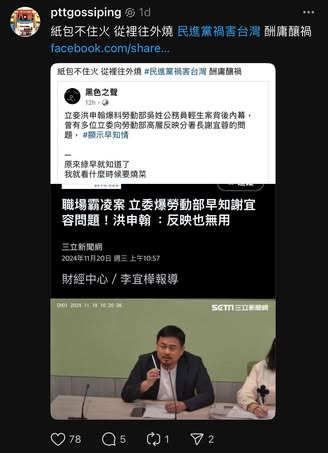 pttgossiping 1d
紙包不住火 從裡往外燒 民進黨禍害台灣 酬庸釀禍
facebook.com/share...
紙包不住火 從裡往外燒 #民進黨禍害台灣 酬庸釀禍
黑色之聲
12h
立委洪申翰爆料勞動部吳姓公務員輕生案背後內幕，
曾有多位立委向勞動部高層反映分署長謝宜容的問
題， #顯示早知情
—
原來綠早就知道了
我就看什麼時候要燒菜
職場霸凌案 立委爆勞動部早知謝宜
容問題！洪申翰 ：反映也無用
三立新聞網
2024年11月20日 週三 上午10:57
財經中心 / 李宜樺報導
CH01 2024 11 18 10 20 06
SETN 三立新聞網
78
5
1
2